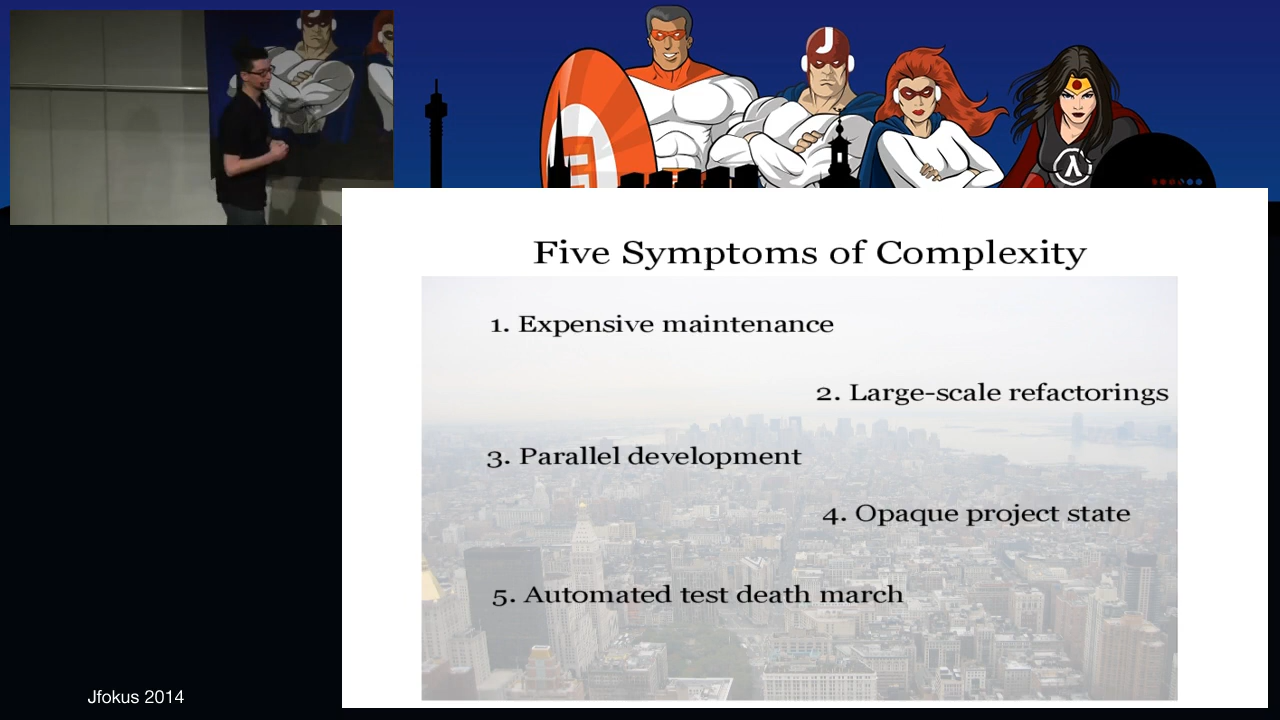 J
λ
Five Symptoms of Complexity
1. Expensive maintenance
2. Large-scale refactorings
3. Parallel development
4. Opaque project state
5. Automated test death march
Jfokus 2014